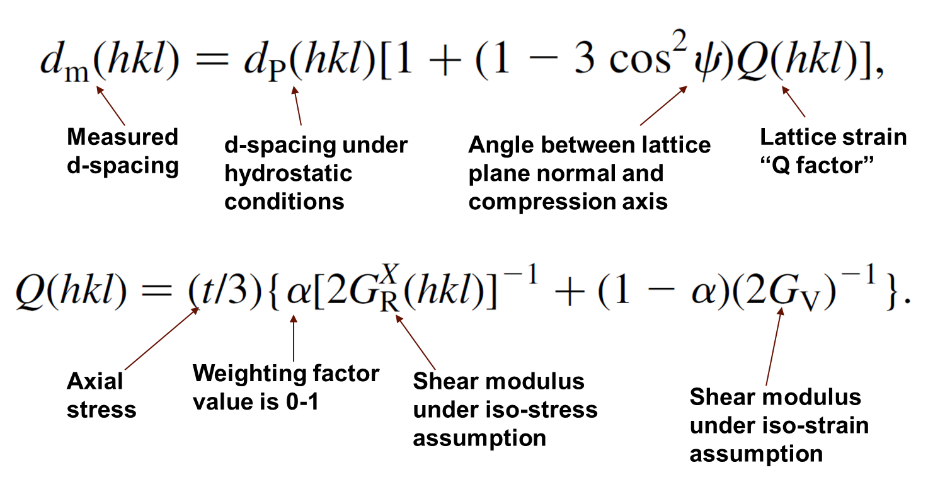 d_m(hkl) = d_P(hkl)[1 + (1 − 3 cos²ψ)Q(hkl)],
Measured
d-spacing
d-spacing under
hydrostatic
conditions
Angle between lattice
plane normal and
compression axis
Lattice strain
“Q factor”
Q(hkl) = (t/3){α[2G_R^X(hkl)]⁻¹ + (1 − α)(2G_V)⁻¹}.
Axial
stress
Weighting factor
value is 0-1
Shear modulus
under iso-stress
assumption
Shear modulus
under iso-strain
assumption